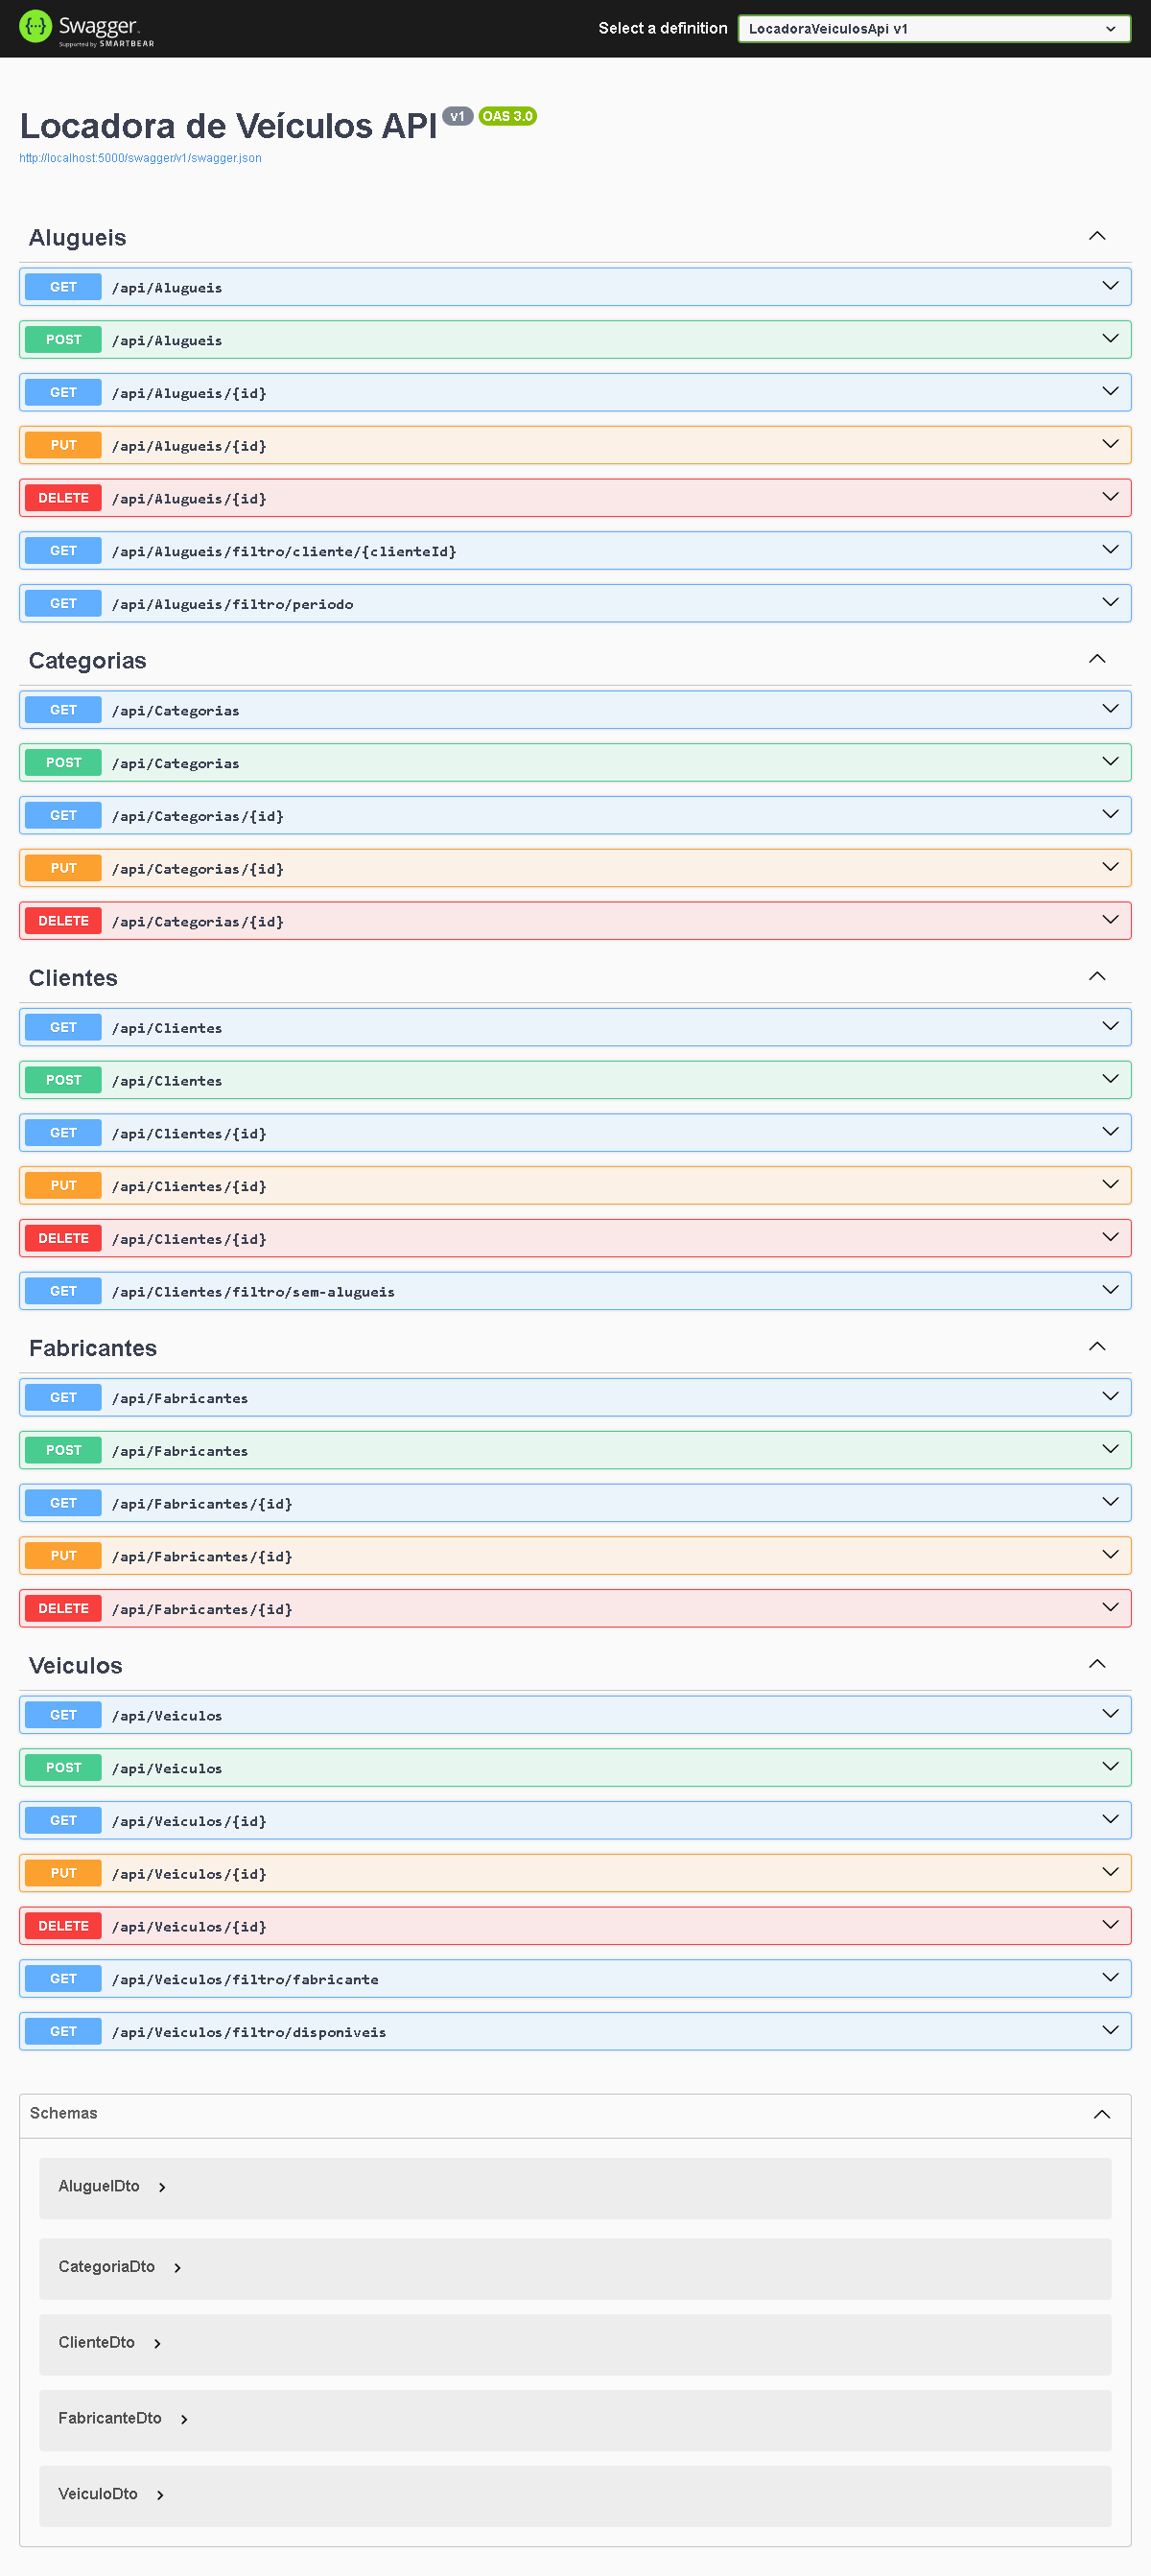 Swagger
Supported by SMARTBEAR
Select a definition
LocadoraVeiculosApi v1
Locadora de Veículos API v1 OAS 3.0
http://localhost:5000/swagger/v1/swagger.json
Alugueis
GET /api/Alugueis
POST /api/Alugueis
GET /api/Alugueis/{id}
PUT /api/Alugueis/{id}
DELETE /api/Alugueis/{id}
GET /api/Alugueis/filtro/cliente/{clienteId}
GET /api/Alugueis/filtro/periodo
Categorias
GET /api/Categorias
POST /api/Categorias
GET /api/Categorias/{id}
PUT /api/Categorias/{id}
DELETE /api/Categorias/{id}
Clientes
GET /api/Clientes
POST /api/Clientes
GET /api/Clientes/{id}
PUT /api/Clientes/{id}
DELETE /api/Clientes/{id}
GET /api/Clientes/filtro/sem-alugueis
Fabricantes
GET /api/Fabricantes
POST /api/Fabricantes
GET /api/Fabricantes/{id}
PUT /api/Fabricantes/{id}
DELETE /api/Fabricantes/{id}
Veiculos
GET /api/Veiculos
POST /api/Veiculos
GET /api/Veiculos/{id}
PUT /api/Veiculos/{id}
DELETE /api/Veiculos/{id}
GET /api/Veiculos/filtro/fabricante
GET /api/Veiculos/filtro/disponiveis
Schemas
AluguelDto
CategoriaDto
ClienteDto
FabricanteDto
VeiculoDto